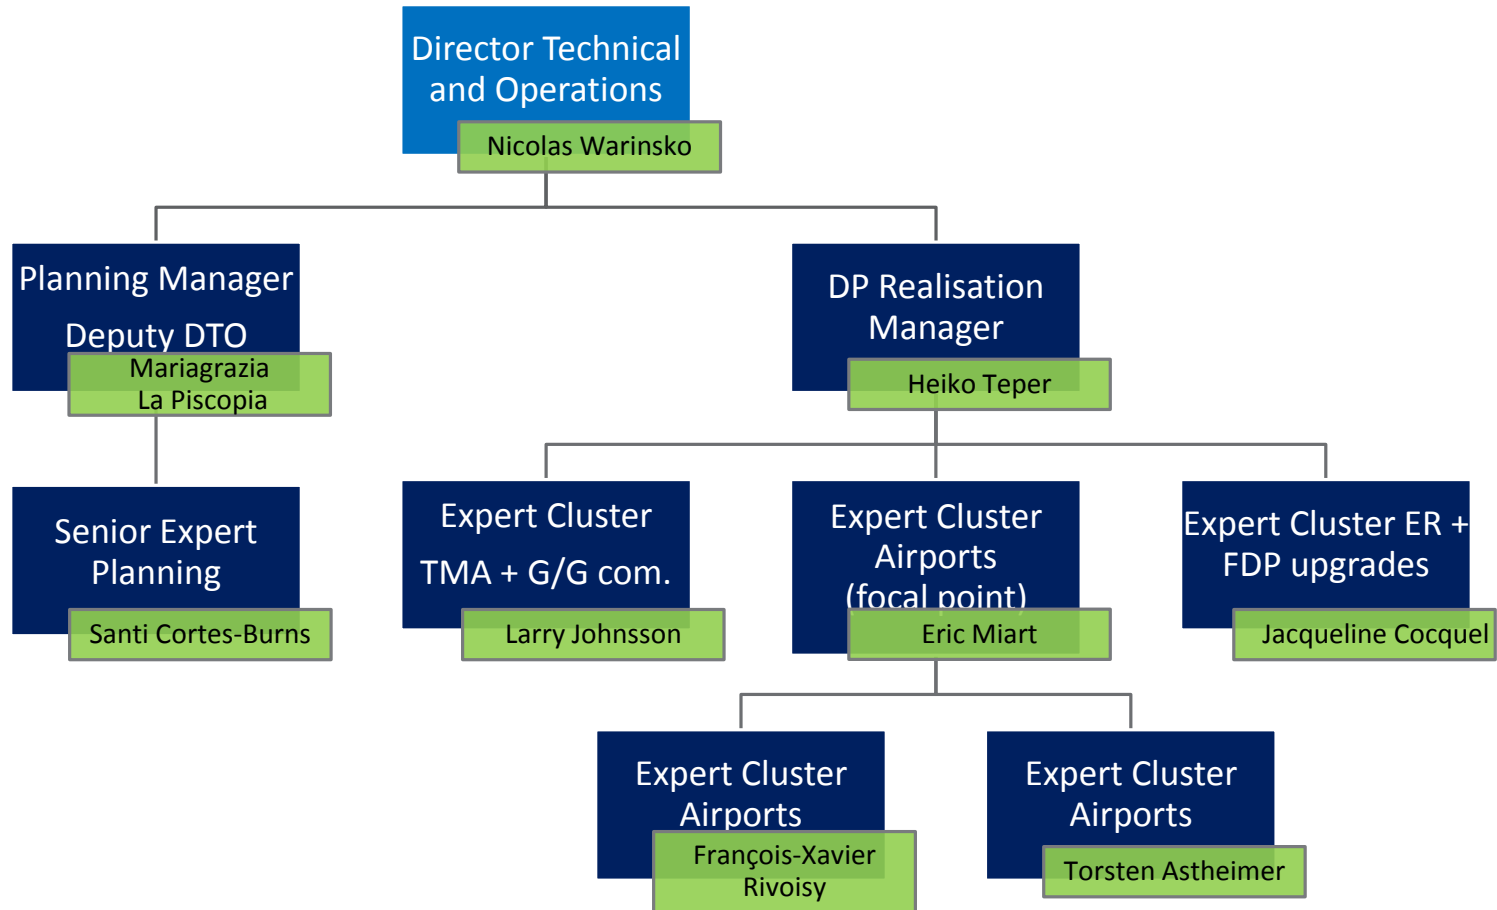 Director Technical
and Operations
Nicolas Warinsko
Planning Manager
Deputy DTO
Mariagrazia
La Piscopia
DP Realisation
Manager
Heiko Teper
Senior Expert
Planning
Santi Cortes-Burns
Expert Cluster
TMA + G/G com.
Larry Johnsson
Expert Cluster
Airports
(focal point)
Eric Miart
Expert Cluster ER +
FDP upgrades
Jacqueline Cocquel
Expert Cluster
Airports
François-Xavier
Rivoisy
Expert Cluster
Airports
Torsten Astheimer